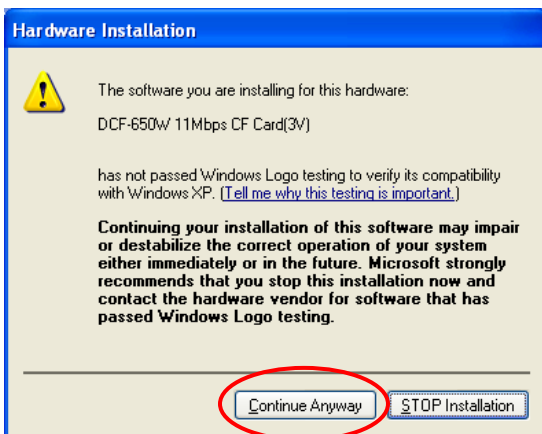 Hardware Installation
The software you are installing for this hardware:
DCF-650W 11Mbps CF Card(3V)
has not passed Windows Logo testing to verify its compatibility
with Windows XP. (Tell me why this testing is important.)
Continuing your installation of this software may impair
or destabilize the correct operation of your system
either immediately or in the future. Microsoft strongly
recommends that you stop this installation now and
contact the hardware vendor for software that has
passed Windows Logo testing.
Continue Anyway
STOP Installation